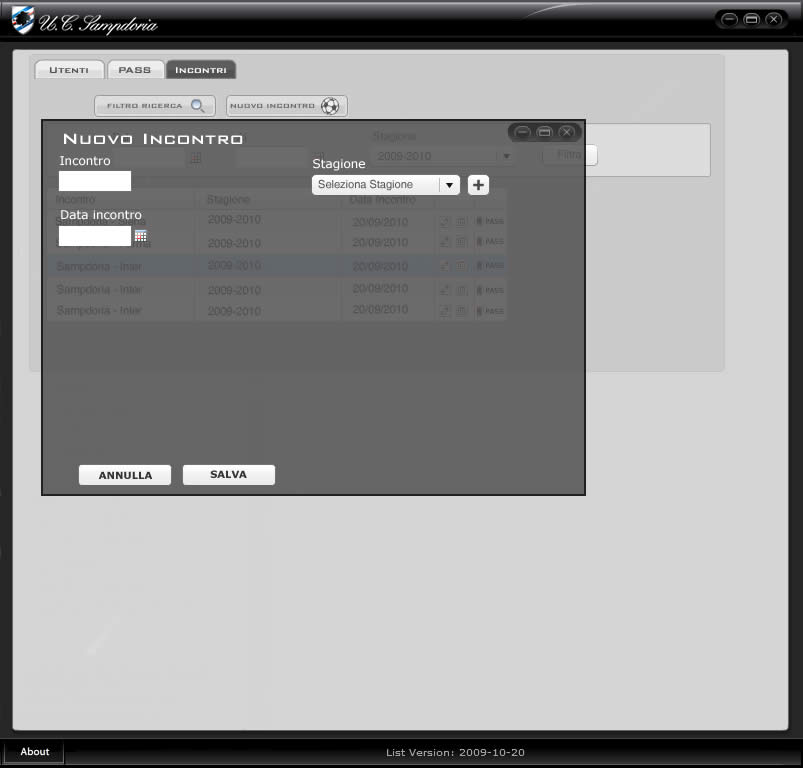 U.C. Sampdoria
UTENTI PASS INCONTRI
FILTRO RICERCA NUOVO INCONTRO
NUOVO INCONTRO
Stagione
2009-2010
Filtra
Incontro
Stagione
Seleziona Stagione
Incontro Stagione Data Incontro
Data incontro
Sampdoria - Siena 2009-2010 20/09/2010 PASS
2009-2010 20/09/2010 PASS
Sampdoria - Inter 2009-2010 20/09/2010 PASS
Sampdoria - Inter 2009-2010 20/09/2010 PASS
Sampdoria - Inter 2009-2010 20/09/2010 PASS
ANNULLA SALVA
About
List Version: 2009-10-20